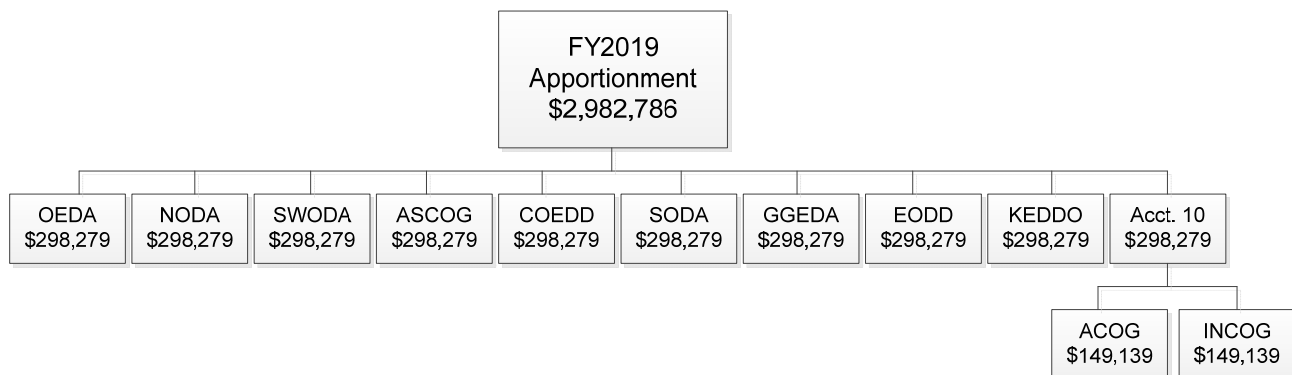 FY2019
Apportionment
$2,982,786
OEDA
$298,279
NODA
$298,279
SWODA
$298,279
ASCOG
$298,279
COEDD
$298,279
SODA
$298,279
GGEDA
$298,279
EODD
$298,279
KEDDO
$298,279
Acct. 10
$298,279
ACOG
$149,139
INCOG
$149,139